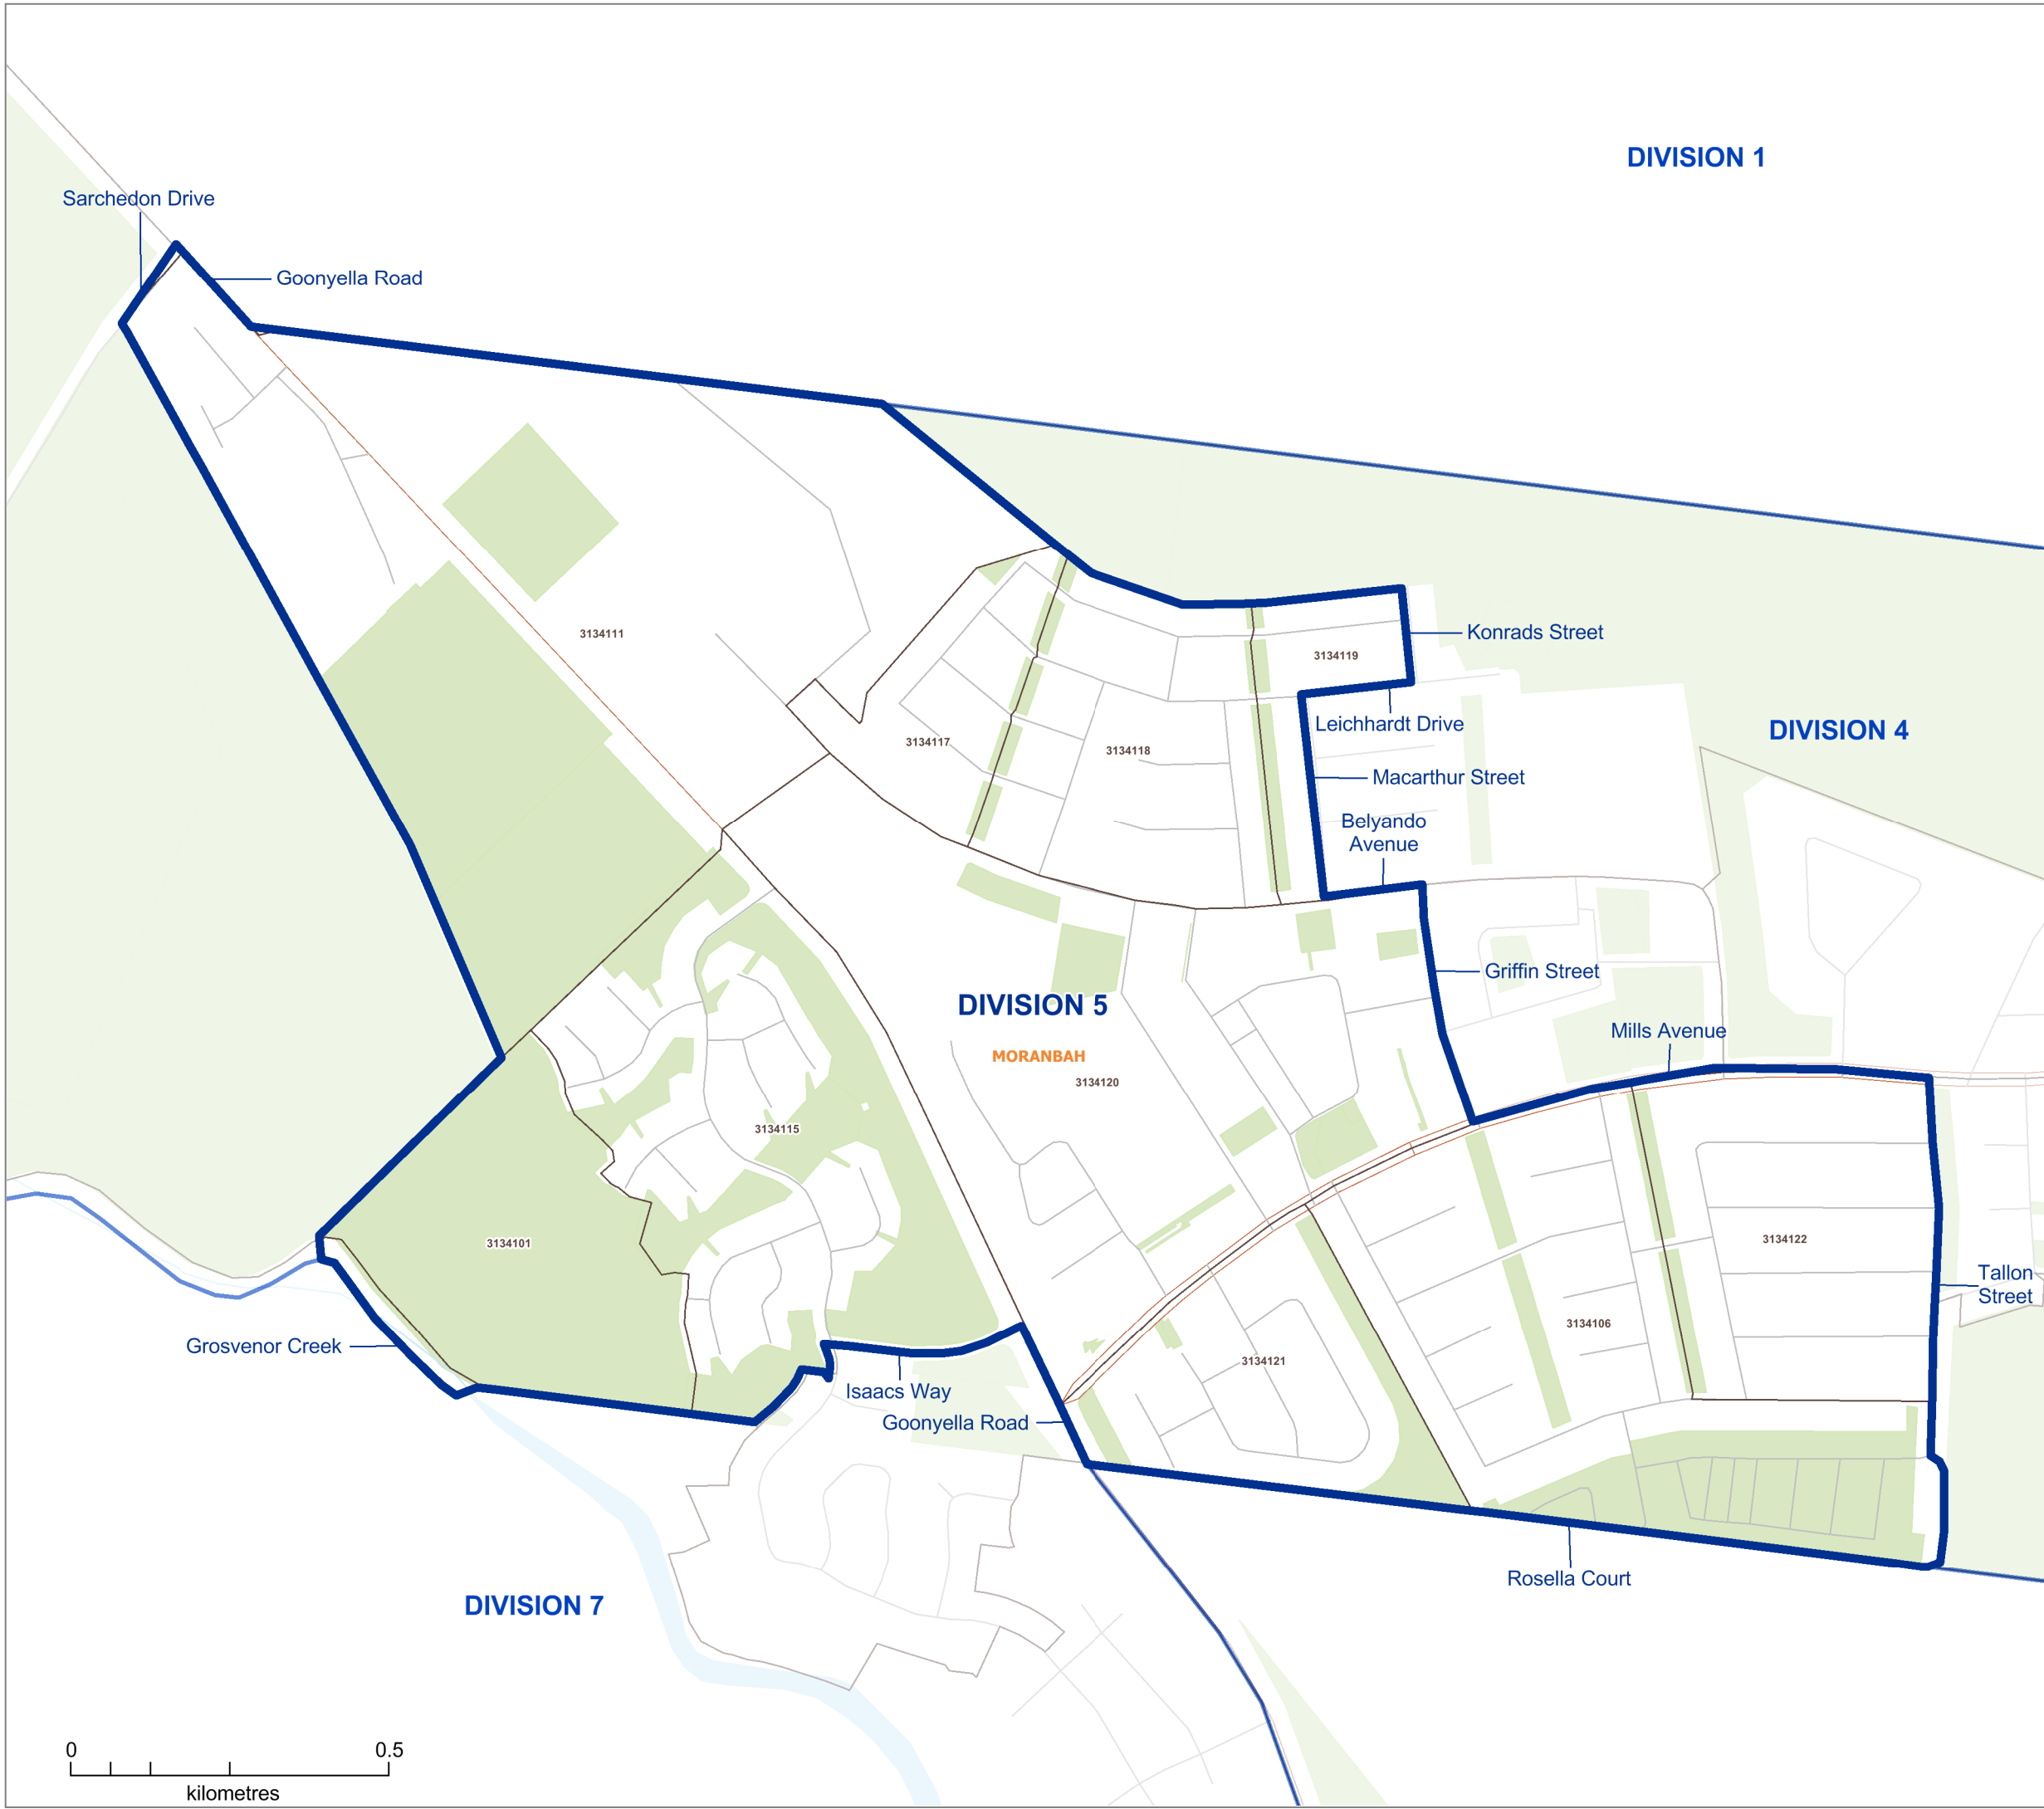 DIVISION 1
Sarchedon Drive
Goonyella Road
3134111
Konrads Street
3134119
Leichhardt Drive
DIVISION 4
3134117
3134118
Macarthur Street
Belyando
Avenue
Griffin Street
DIVISION 5
Mills Avenue
MORANBAH
3134120
3134115
3134101
3134122
Tallon
Street
3134106
Grosvenor Creek
3134121
Isaacs Way
Goonyella Road
Rosella Court
DIVISION 7
0
0.5
kilometres